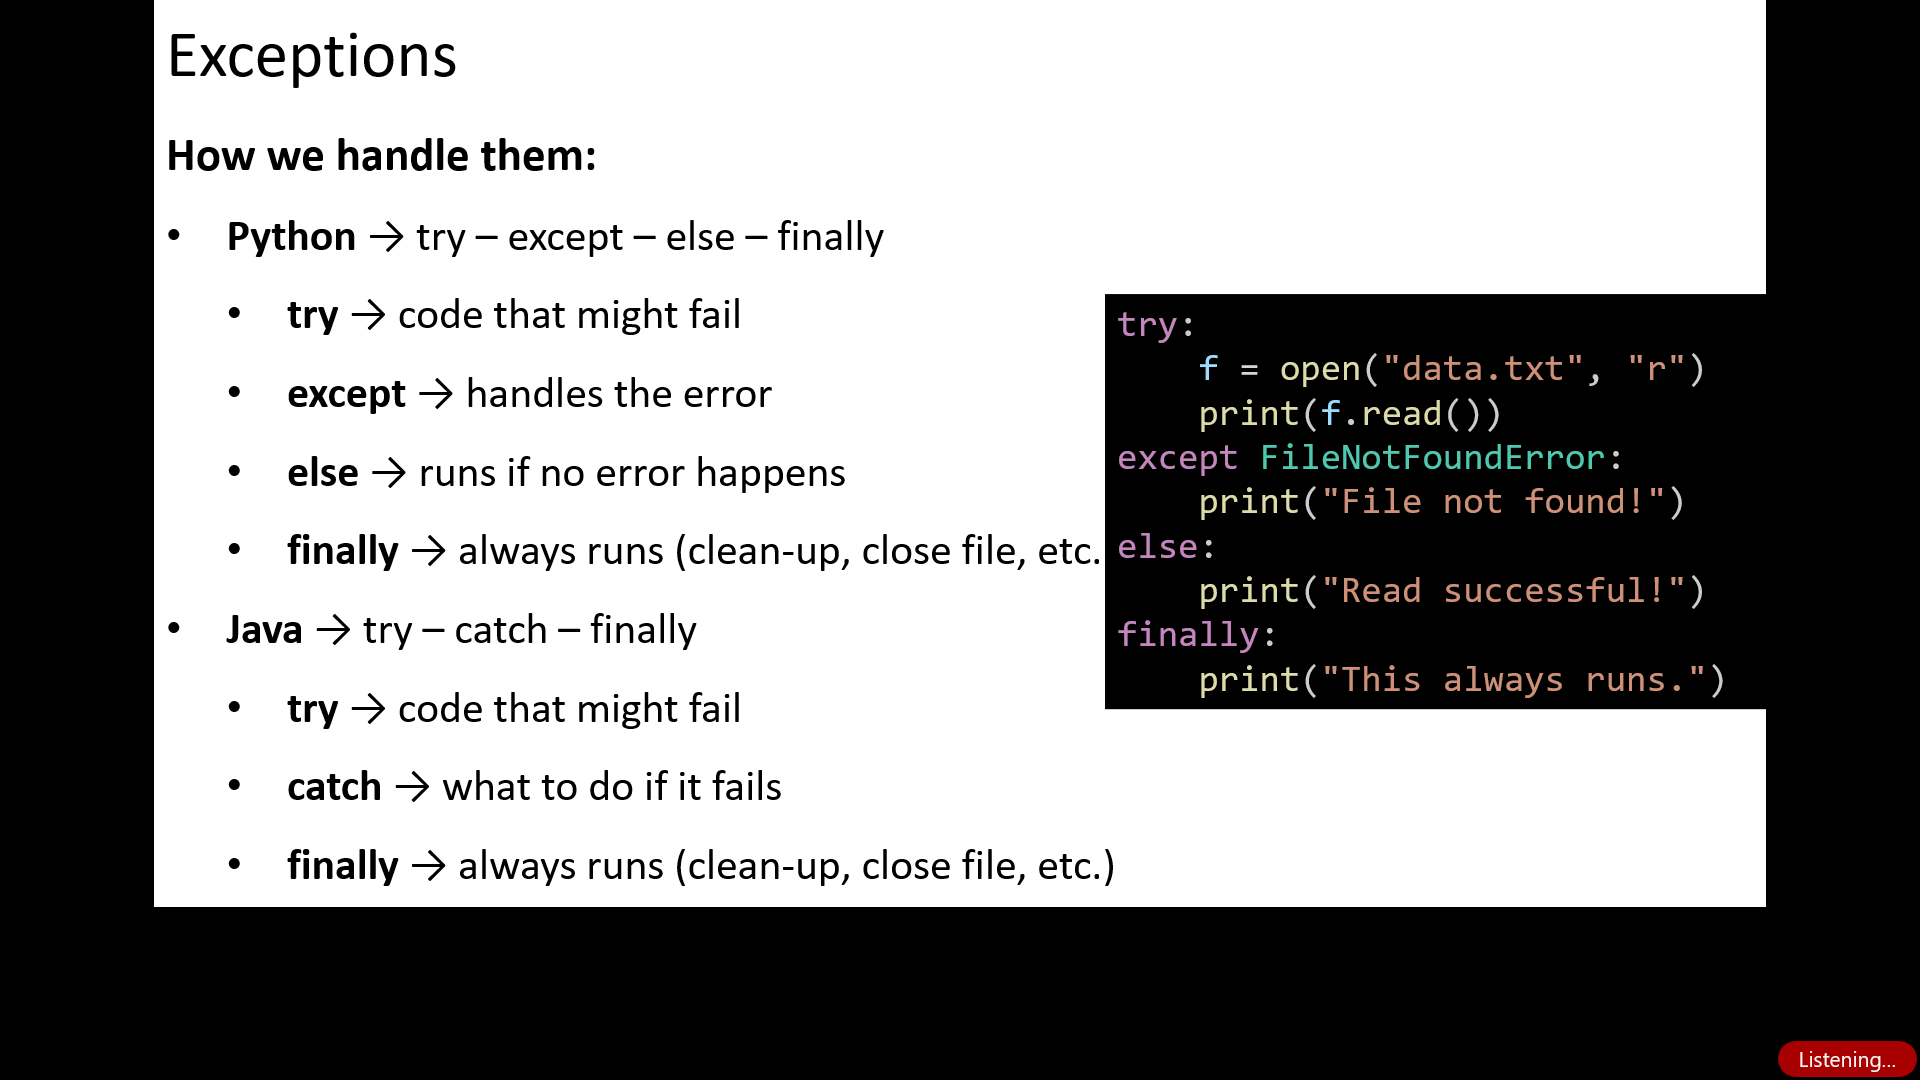 Exceptions
How we handle them:
• Python → try – except – else – finally
• try → code that might fail
• except → handles the error
• else → runs if no error happens
• finally → always runs (clean-up, close file, etc.
• Java → try – catch – finally
• try → code that might fail
• catch → what to do if it fails
• finally → always runs (clean-up, close file, etc.)
try:
    f = open("data.txt", "r")
    print(f.read())
except FileNotFoundError:
    print("File not found!")
else:
    print("Read successful!")
finally:
    print("This always runs.")
Listening...